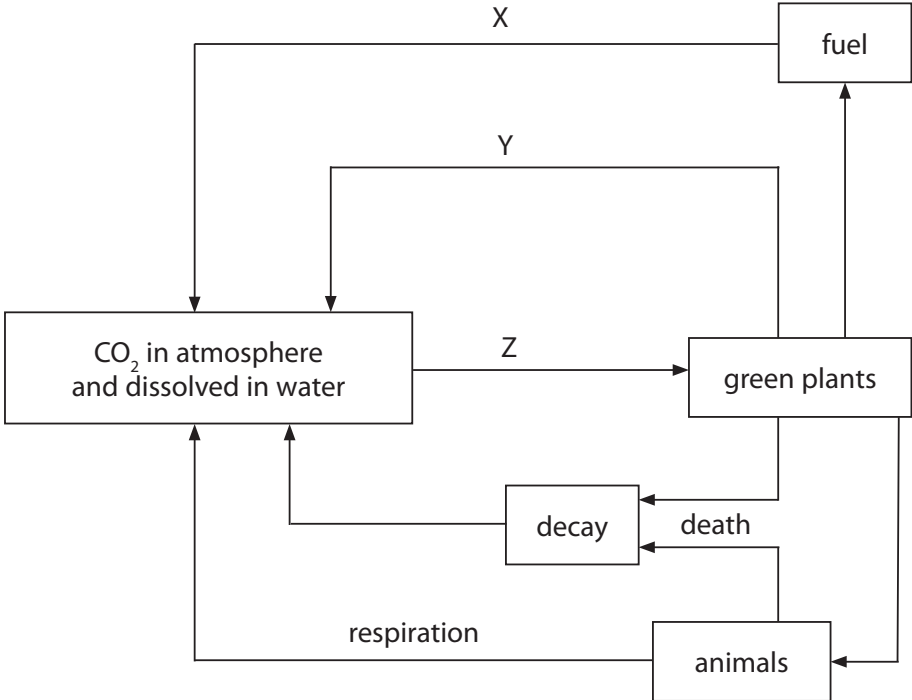 X
fuel
Y
CO₂ in atmosphere
and dissolved in water
Z
green plants
decay
death
respiration
animals